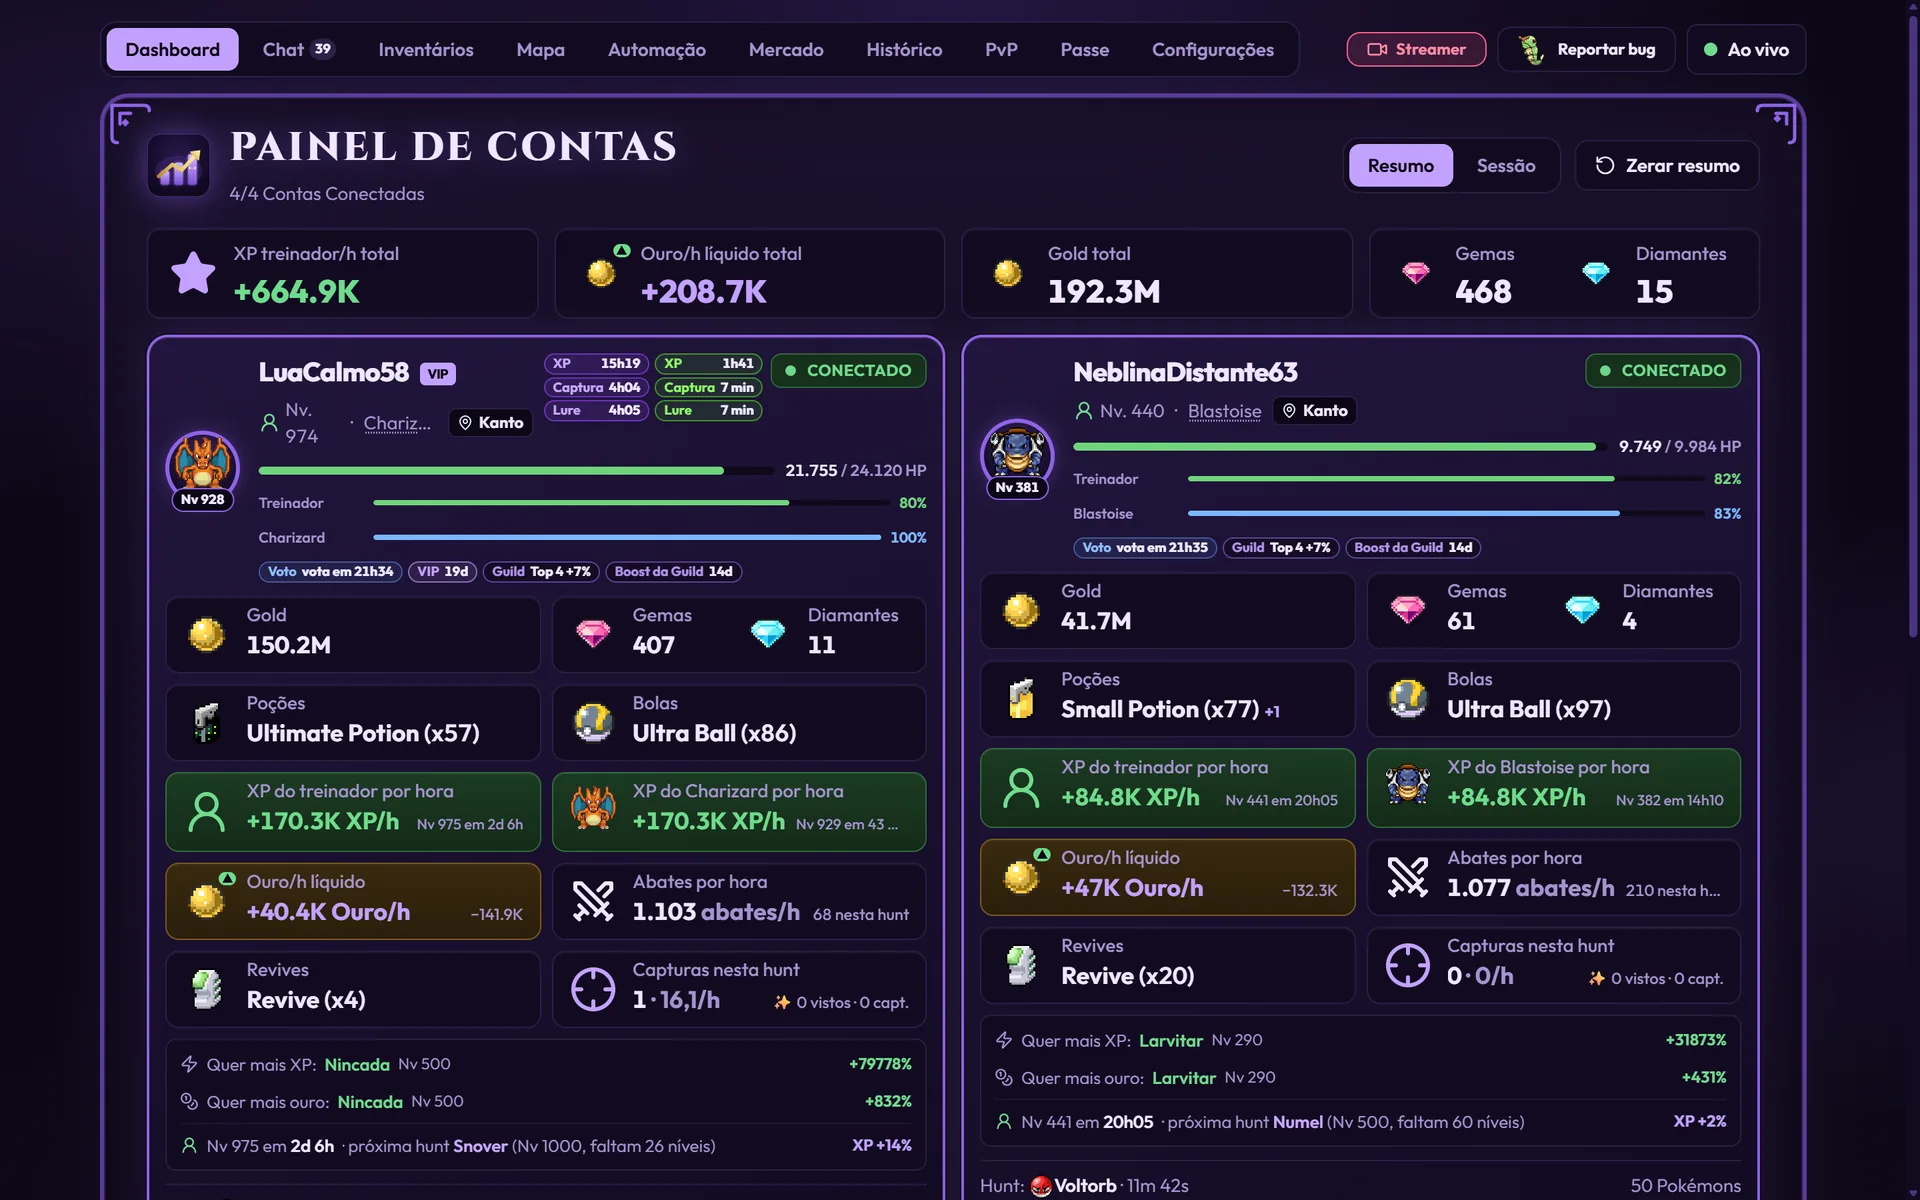 Dashboard
Chat 39
Inventários
Mapa
Automação
Mercado
Histórico
PvP
Passe
Configurações
Streamer
Reportar bug
Ao vivo
PAINEL DE CONTAS
4/4 Contas Conectadas
Resumo
Sessão
Zerar resumo
XP treinador/h total
+664.9K
Ouro/h líquido total
+208.7K
Gold total
192.3M
Gemas
468
Diamantes
15
LuaCalmo58 VIP
XP 15h19
XP 1h41
Captura 4h04
Captura 7 min
Lure 4h05
Lure 7 min
CONECTADO
Nv. 974 · Chariz... Kanto
Nv 928
21.755 / 24.120 HP
Treinador 80%
Charizard 100%
Voto vota em 21h34
VIP 19d
Guild Top 4 +7%
Boost da Guild 14d
Gold
150.2M
Gemas
407
Diamantes
11
Poções
Ultimate Potion (x57)
Bolas
Ultra Ball (x86)
XP do treinador por hora
+170.3K XP/h Nv 975 em 2d 6h
XP do Charizard por hora
+170.3K XP/h Nv 929 em 43 ...
Ouro/h líquido
+40.4K Ouro/h −141.9K
Abates por hora
1.103 abates/h 68 nesta hunt
Revives
Revive (x4)
Capturas nesta hunt
1 · 16,1/h 0 vistos · 0 capt.
Quer mais XP: Nincada Nv 500 +79778%
Quer mais ouro: Nincada Nv 500 +832%
Nv 975 em 2d 6h · próxima hunt Snover (Nv 1000, faltam 26 níveis) XP +14%
NeblinaDistante63
CONECTADO
Nv. 440 · Blastoise Kanto
Nv 381
9.749 / 9.984 HP
Treinador 82%
Blastoise 83%
Voto vota em 21h35
Guild Top 4 +7%
Boost da Guild 14d
Gold
41.7M
Gemas
61
Diamantes
4
Poções
Small Potion (x77) +1
Bolas
Ultra Ball (x97)
XP do treinador por hora
+84.8K XP/h Nv 441 em 20h05
XP do Blastoise por hora
+84.8K XP/h Nv 382 em 14h10
Ouro/h líquido
+47K Ouro/h −132.3K
Abates por hora
1.077 abates/h 210 nesta h...
Revives
Revive (x20)
Capturas nesta hunt
0 · 0/h 0 vistos · 0 capt.
Quer mais XP: Larvitar Nv 290 +31873%
Quer mais ouro: Larvitar Nv 290 +431%
Nv 441 em 20h05 · próxima hunt Numel (Nv 500, faltam 60 níveis) XP +2%
Hunt: Voltorb · 11m 42s 50 Pokémons